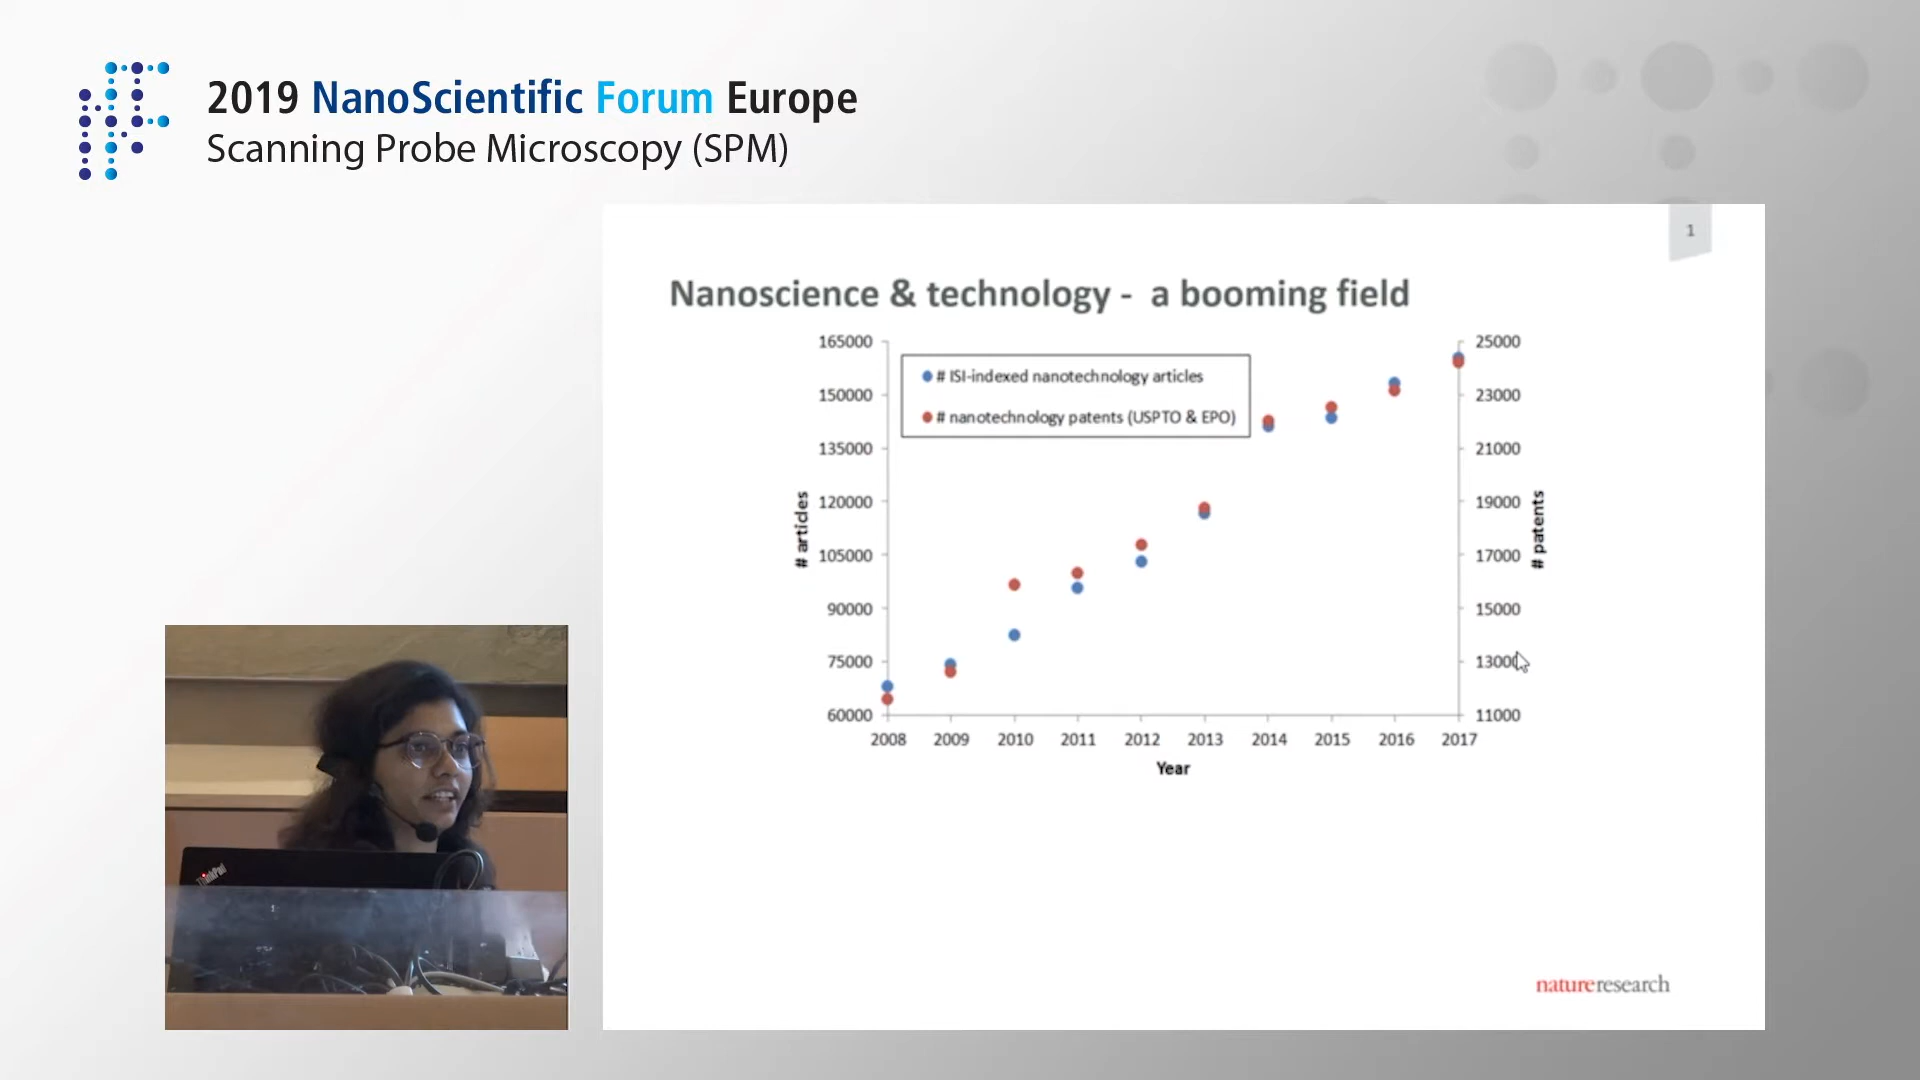 2019 NanoScientific Forum Europe
Scanning Probe Microscopy (SPM)
1
Nanoscience & technology -  a booming field
165000
150000
135000
120000
105000
90000
75000
60000
# articles
# ISI-indexed nanotechnology articles
# nanotechnology patents (USPTO & EPO)
25000
23000
21000
19000
17000
15000
13000
11000
# patents
2008 2009 2010 2011 2012 2013 2014 2015 2016 2017
Year
ThinkPad
natureresearch